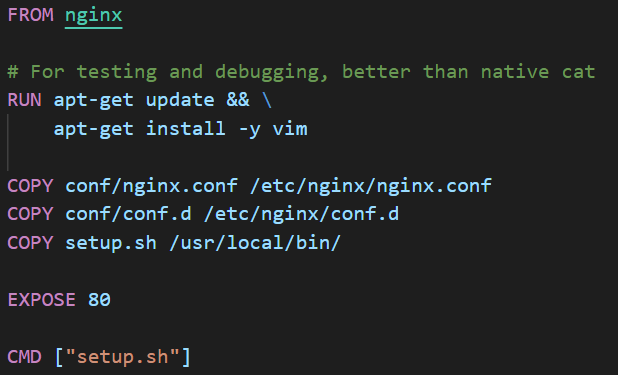 FROM nginx
# For testing and debugging, better than native cat
RUN apt-get update && \
    apt-get install -y vim
COPY conf/nginx.conf /etc/nginx/nginx.conf
COPY conf/conf.d /etc/nginx/conf.d
COPY setup.sh /usr/local/bin/
EXPOSE 80
CMD ["setup.sh"]